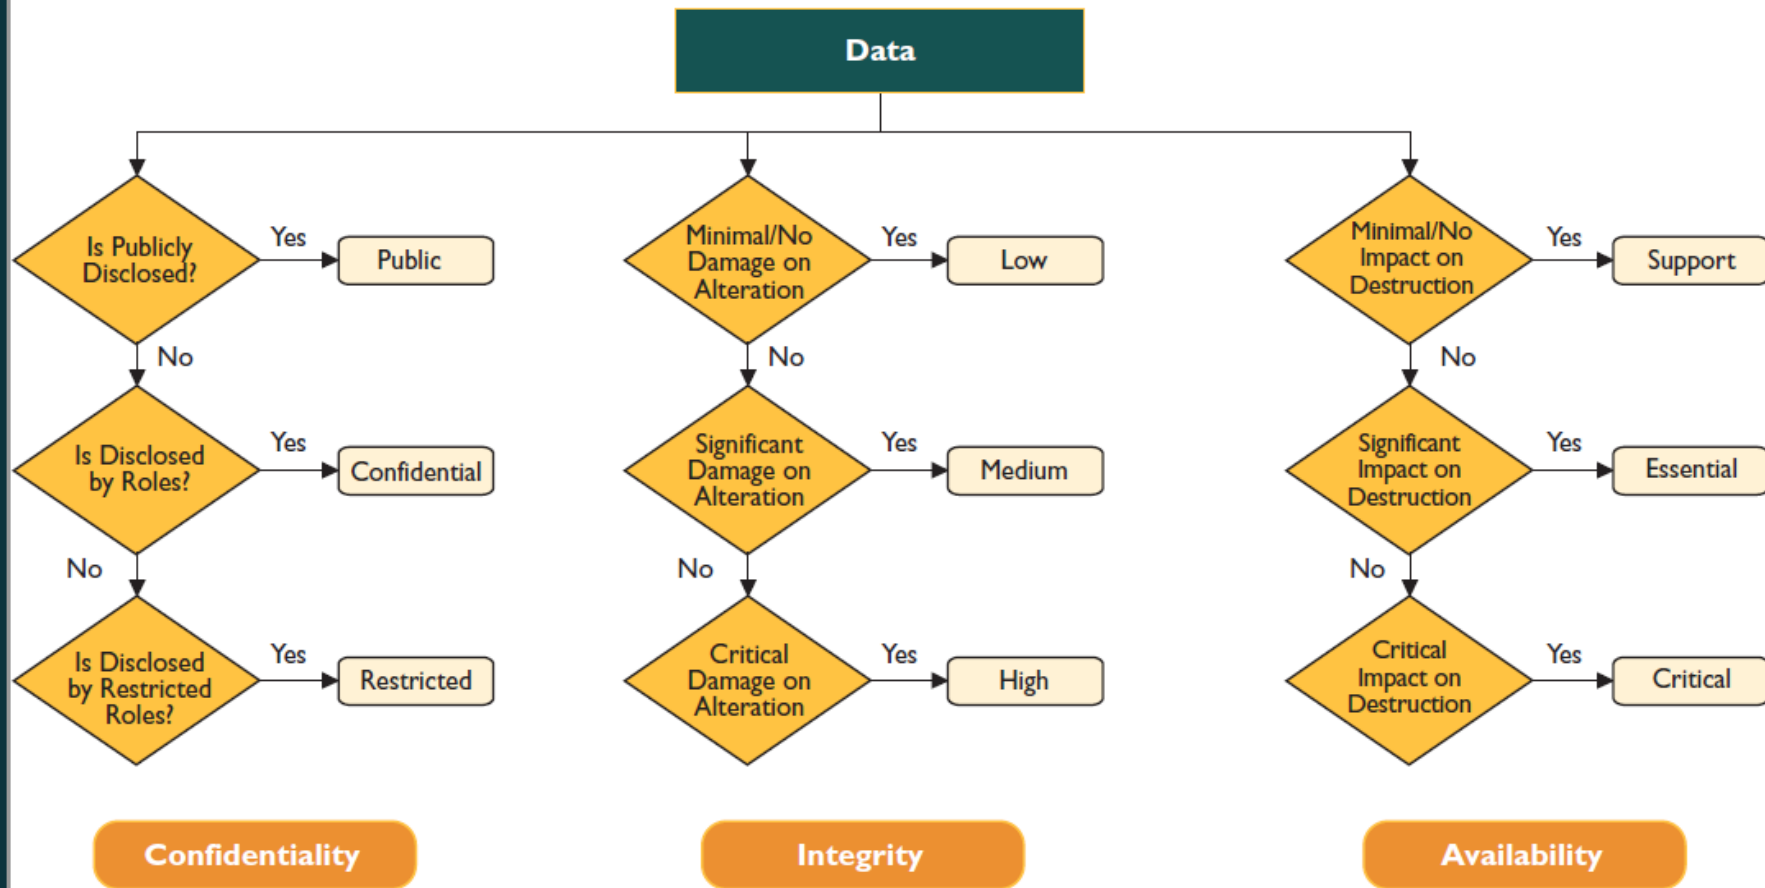 Data
Is Publicly
Disclosed?
Yes
Public
No
Is Disclosed
by Roles?
Yes
Confidential
No
Is Disclosed
by Restricted
Roles?
Yes
Restricted
Confidentiality
Minimal/No
Damage on
Alteration
Yes
Low
No
Significant
Damage on
Alteration
Yes
Medium
No
Critical
Damage on
Alteration
Yes
High
Integrity
Minimal/No
Impact on
Destruction
Yes
Support
No
Significant
Impact on
Destruction
Yes
Essential
No
Critical
Impact on
Destruction
Yes
Critical
Availability